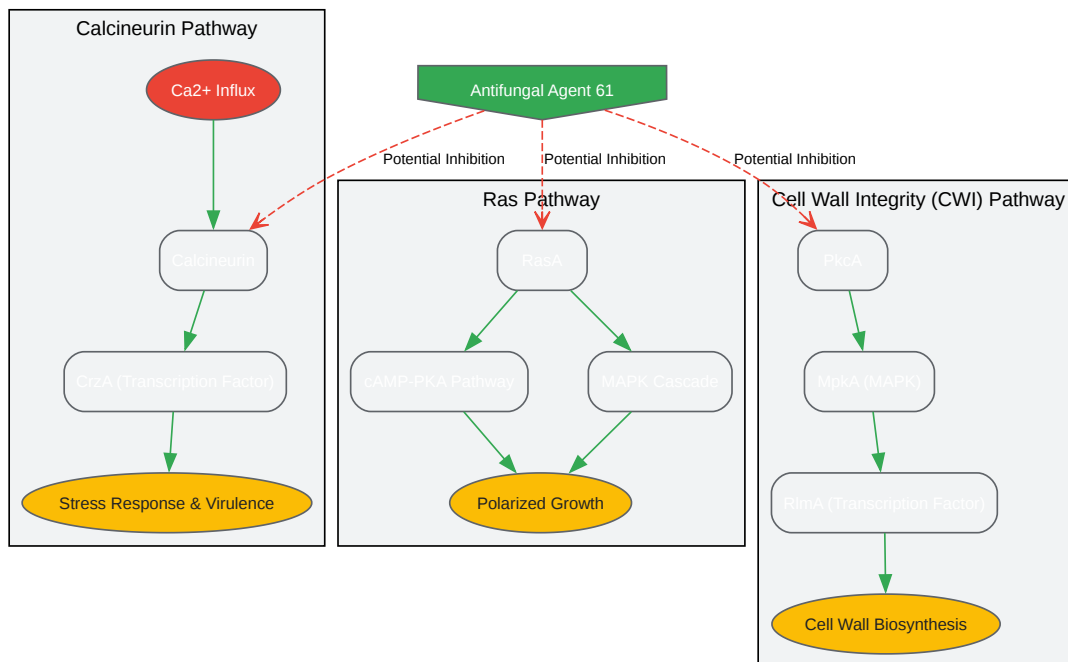 Calcineurin Pathway
Ca2+ Influx
Antifungal Agent 61
Potential Inhibition
Potential Inhibition
Potential Inhibition
Ras Pathway
Cell Wall Integrity (CWI) Pathway
Calcineurin
RasA
PkcA
CrzA (Transcription Factor)
cAMP-PKA Pathway
MAPK Cascade
MpkA (MAPK)
Stress Response & Virulence
Polarized Growth
RlmA (Transcription Factor)
Cell Wall Biosynthesis